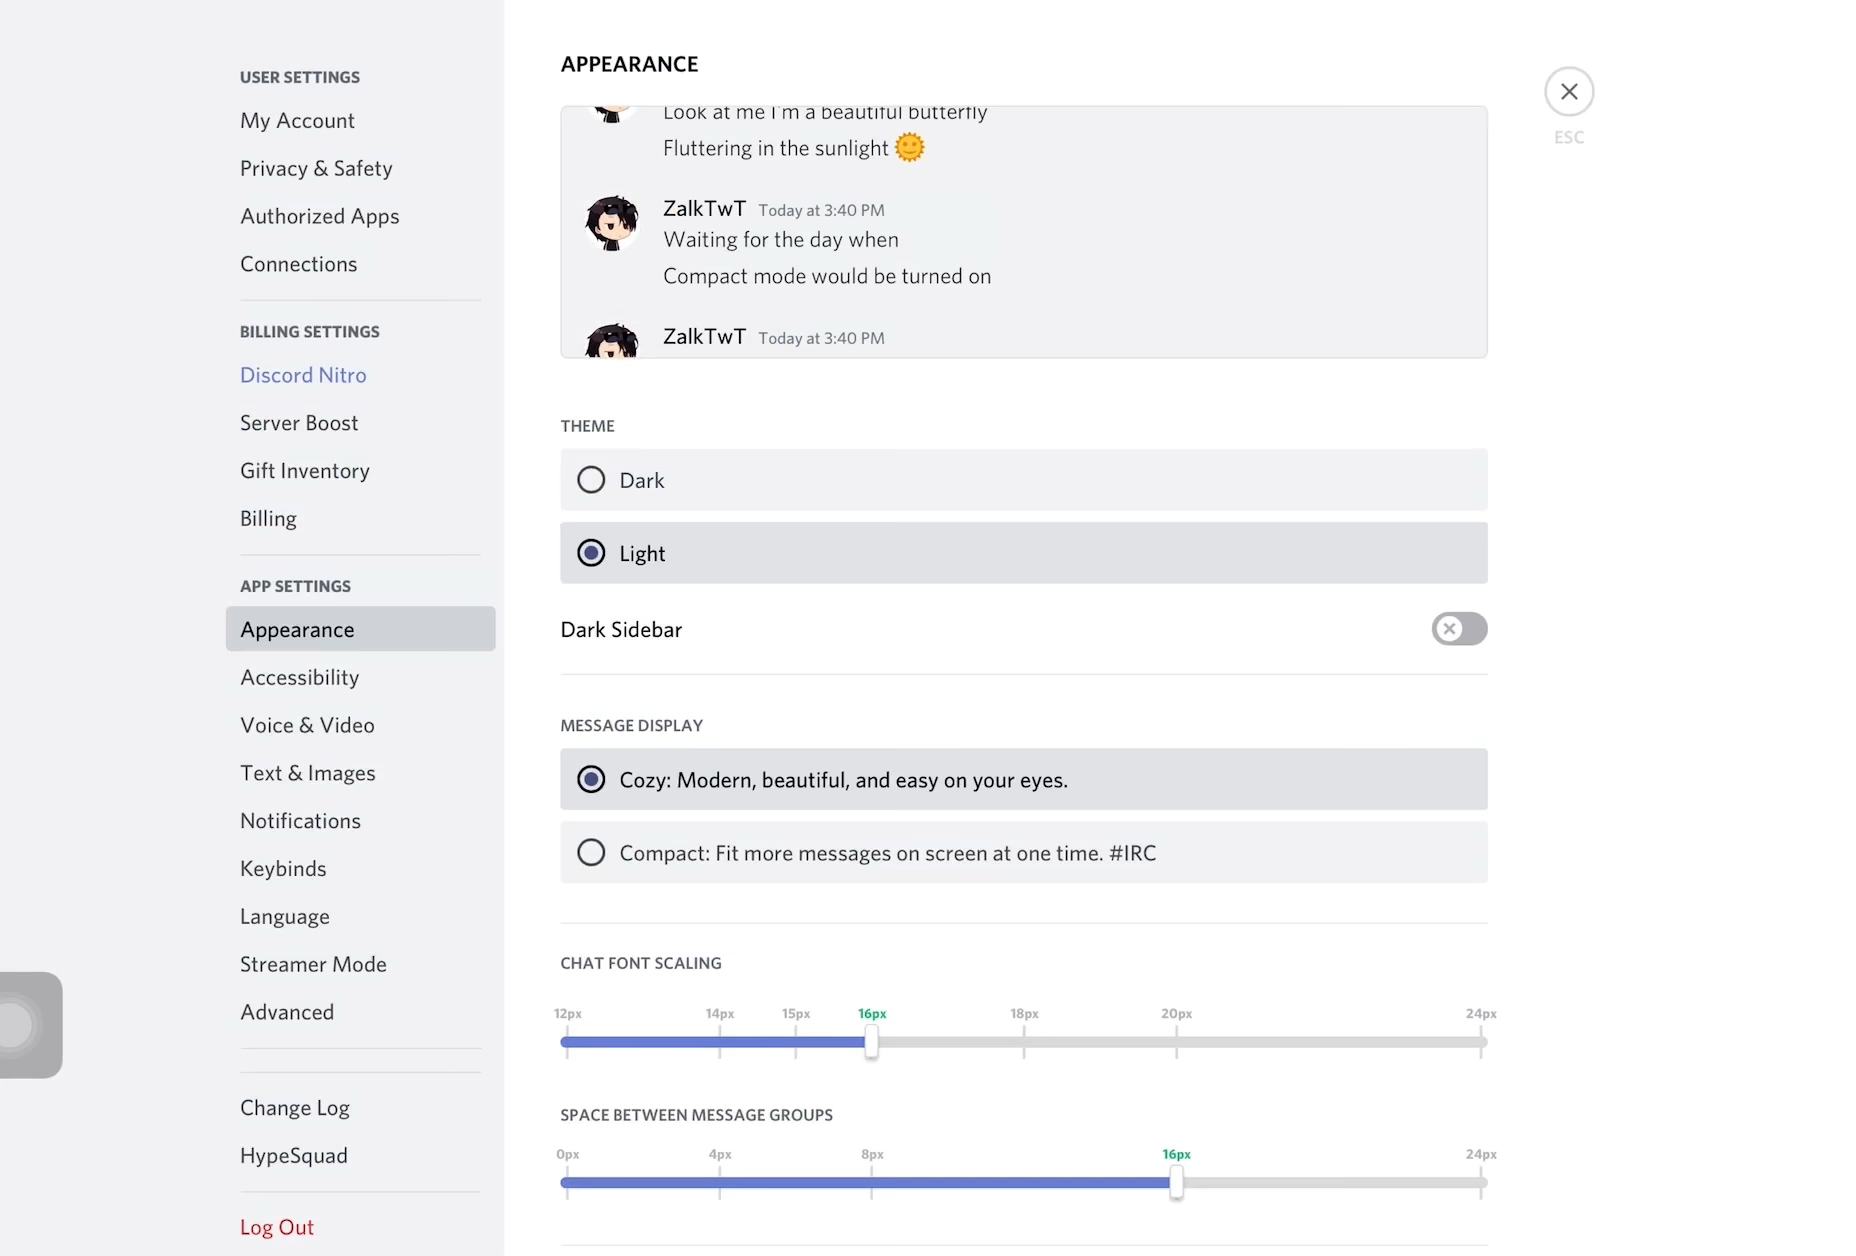 USER SETTINGS
My Account
Privacy & Safety
Authorized Apps
Connections
BILLING SETTINGS
Discord Nitro
Server Boost
Gift Inventory
Billing
APP SETTINGS
Appearance
Accessibility
Voice & Video
Text & Images
Notifications
Keybinds
Language
Streamer Mode
Advanced
Change Log
HypeSquad
Log Out
APPEARANCE
Look at me I'm a beautiful butterfly
Fluttering in the sunlight 🌞
ZalkTwT Today at 3:40 PM
Waiting for the day when
Compact mode would be turned on
ZalkTwT Today at 3:40 PM
THEME
Dark
Light
Dark Sidebar
MESSAGE DISPLAY
Cozy: Modern, beautiful, and easy on your eyes.
Compact: Fit more messages on screen at one time. #IRC
CHAT FONT SCALING
12px 14px 15px 16px 18px 20px 24px
SPACE BETWEEN MESSAGE GROUPS
0px 4px 8px 16px 24px
ESC